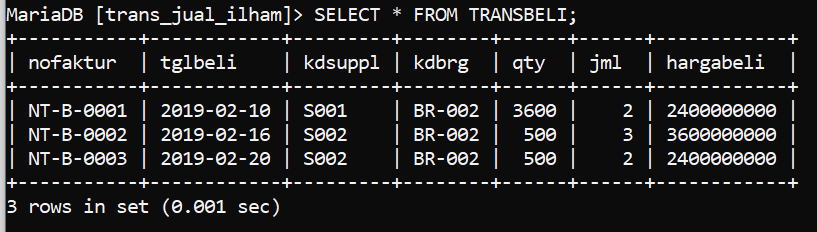 MariaDB [trans_jual_ilham]> SELECT * FROM TRANSBELI;
+-----------+------------+---------+--------+------+------+------------+
| nofaktur  | tglbeli    | kdsuppl | kdbrg  | qty  | jml  | hargabeli  |
+-----------+------------+---------+--------+------+------+------------+
| NT-B-0001 | 2019-02-10 | S001    | BR-002 | 3600 |    2 | 2400000000 |
| NT-B-0002 | 2019-02-16 | S002    | BR-002 |  500 |    3 | 3600000000 |
| NT-B-0003 | 2019-02-20 | S002    | BR-002 |  500 |    2 | 2400000000 |
+-----------+------------+---------+--------+------+------+------------+
3 rows in set (0.001 sec)